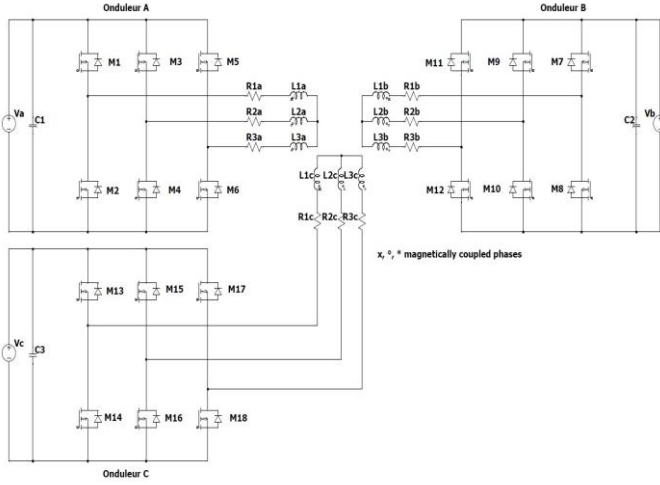 Onduleur A
Onduleur B
M1
M3
M5
M11
M9
M7
R1a
L1a
L1b
R1b
Va
C1
R2a
L2a
L2b
R2b
C2
Vb
R3a
L3a
L3b
R3b
L1c
L2c
L3c
M2
M4
M6
M12
M10
M8
R1c
R2c
R3c
x, °, * magnetically coupled phases
M13
M15
M17
Vc
C3
M14
M16
M18
Onduleur C